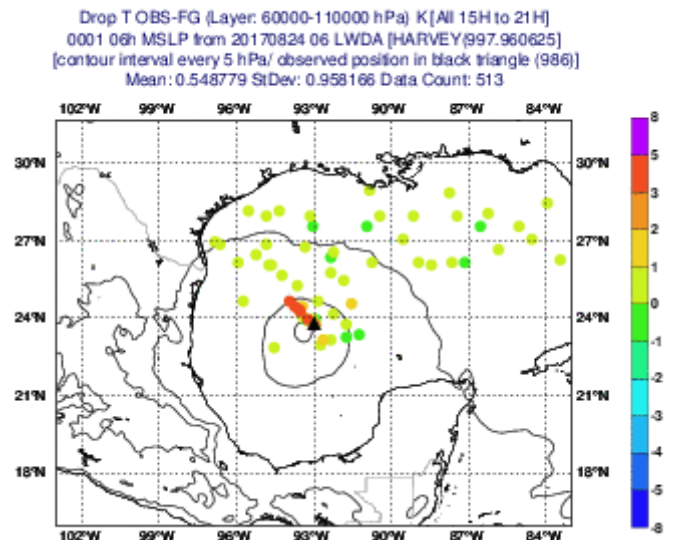 Drop T OBS-FG (Layer: 60000-110000 hPa) K [All 15H to 21H]
0001 06h MSLP from 20170824 06 LWDA [HARVEY(997.960625]
[contour interval every 5 hPa/ observed position in black triangle (986)]
Mean: 0.548779 StDev: 0.958166 Data Count: 513
102°W 99°W 96°W 93°W 90°W 87°W 84°W
8
30°N 30°N
5
3
27°N 27°N
2
1
24°N 24°N
0
-1
21°N 21°N
-2
-3
18°N 18°N
-4
-5
-8
102°W 99°W 96°W 93°W 90°W 87°W 84°W